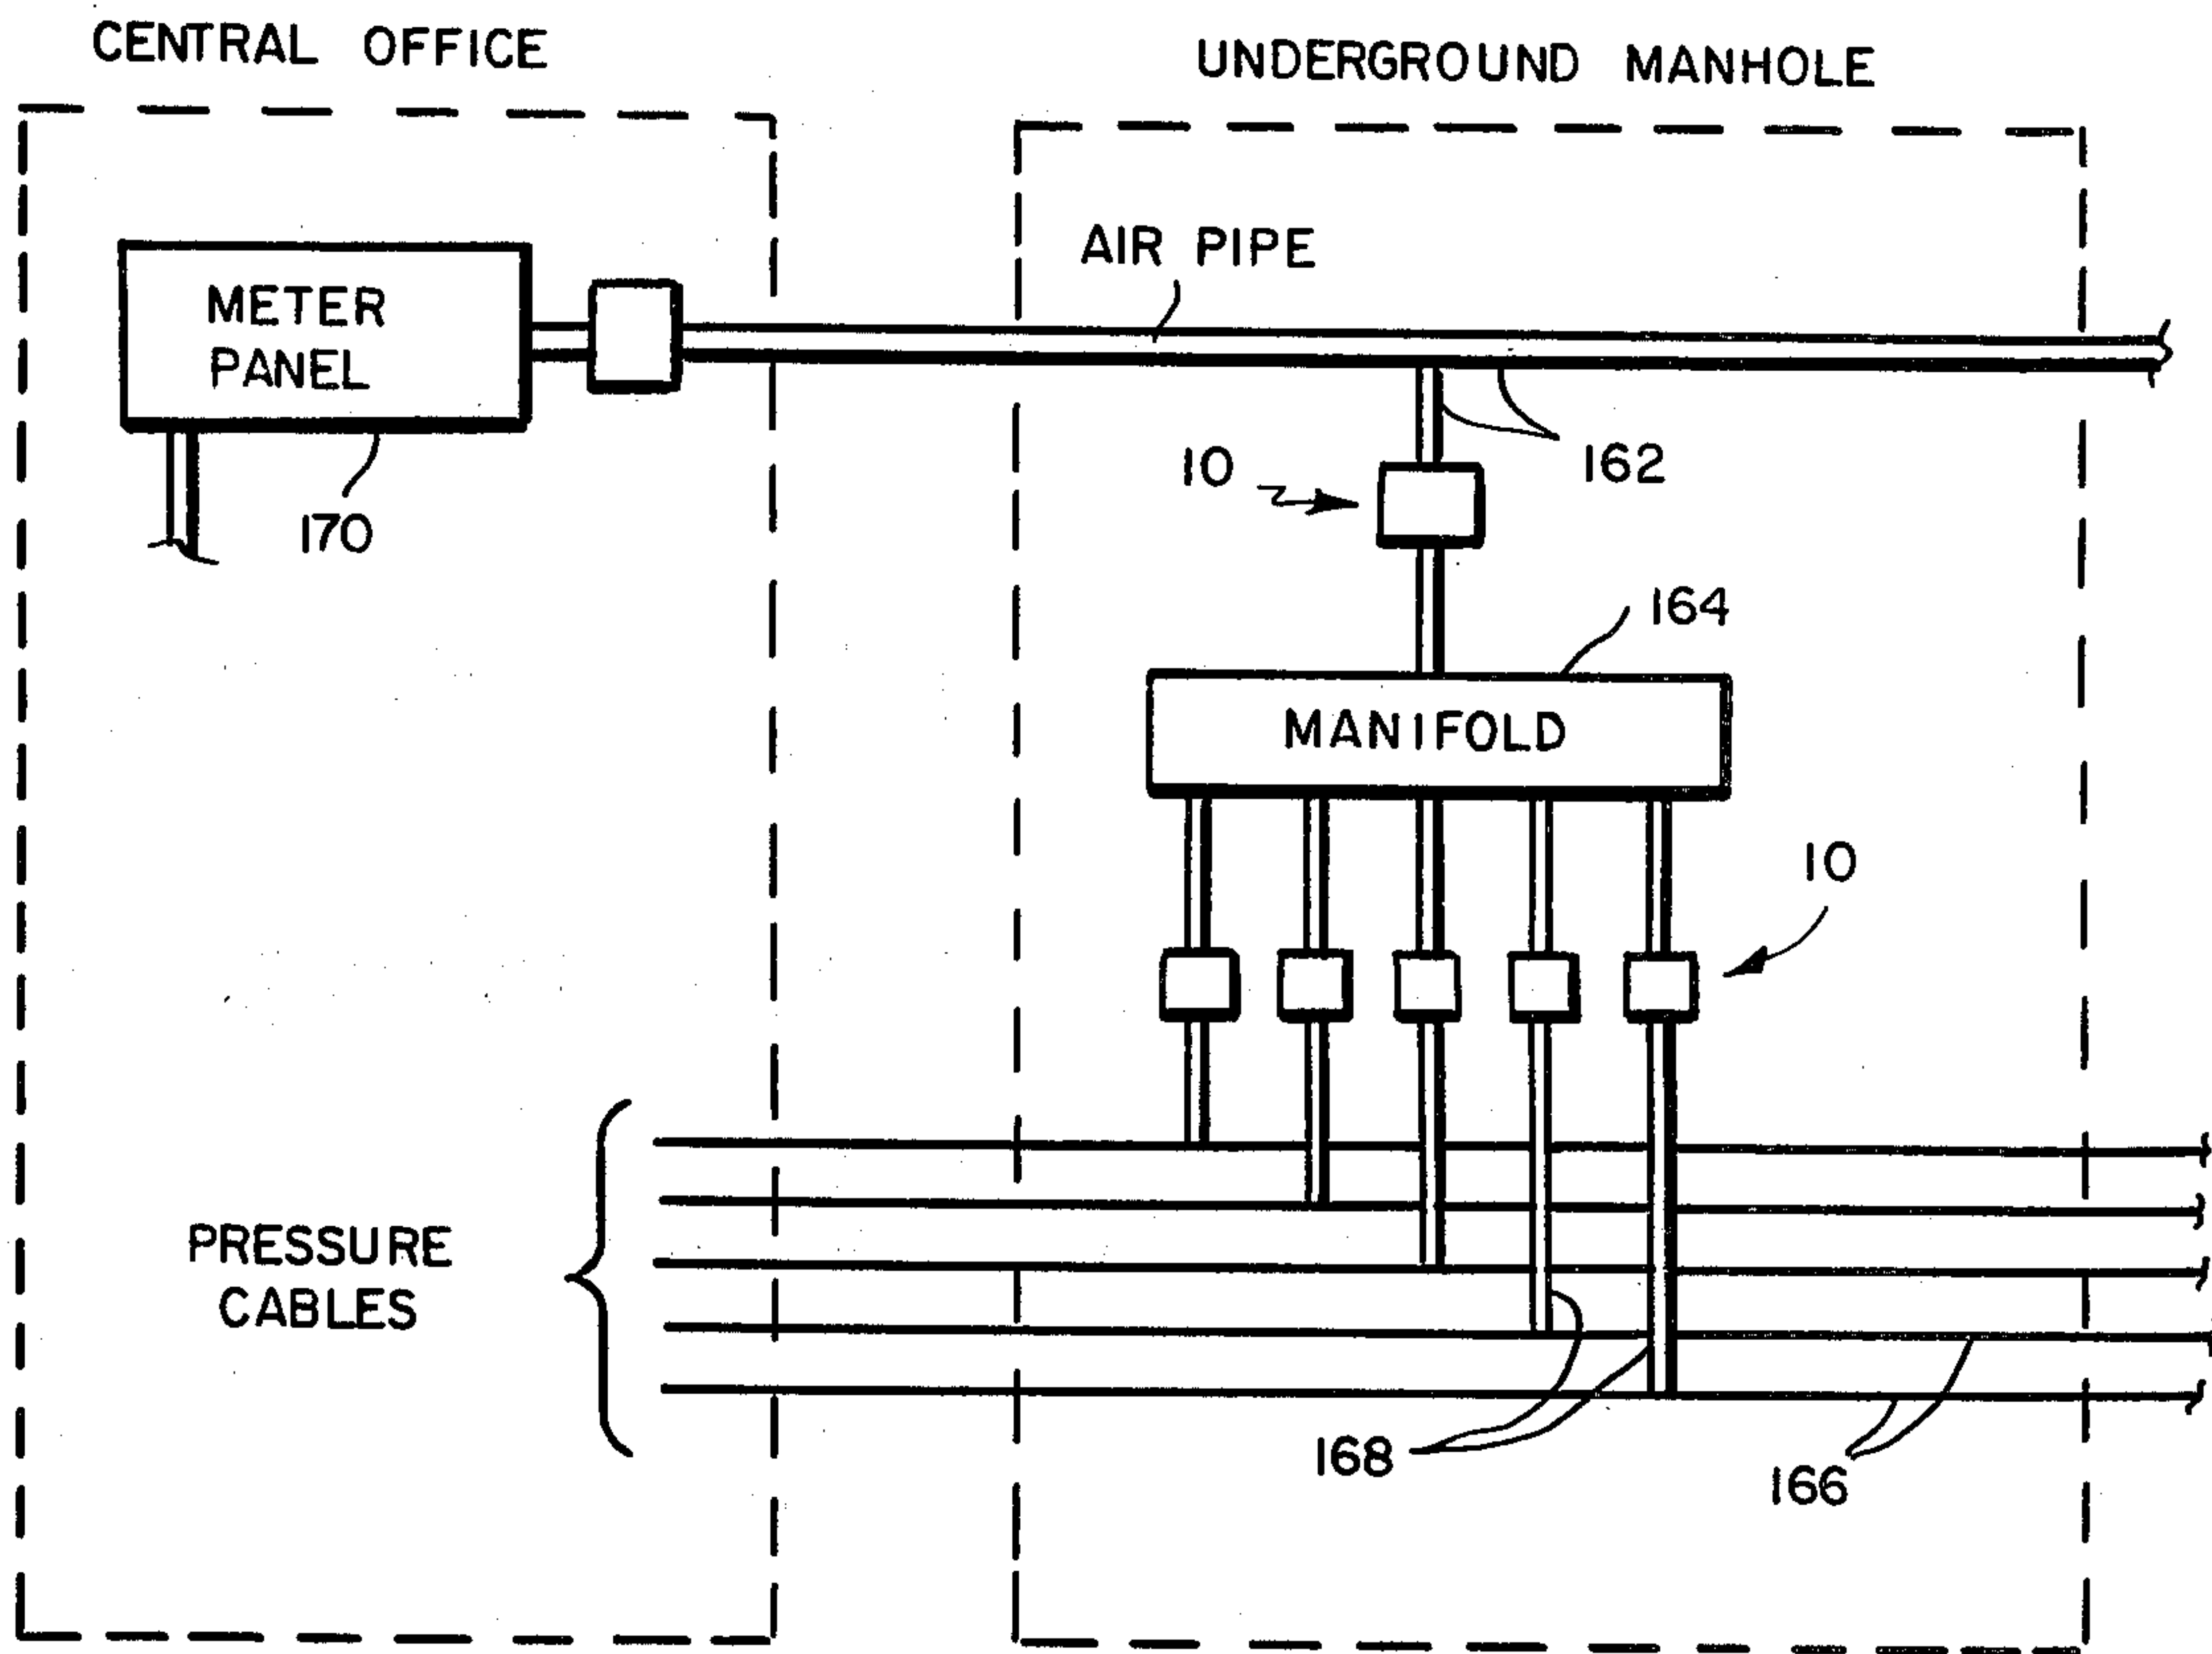 CENTRAL OFFICE
UNDERGROUND MANHOLE
AIR PIPE
METER
PANEL
10
162
170
164
MANIFOLD
10
PRESSURE
CABLES
168
166